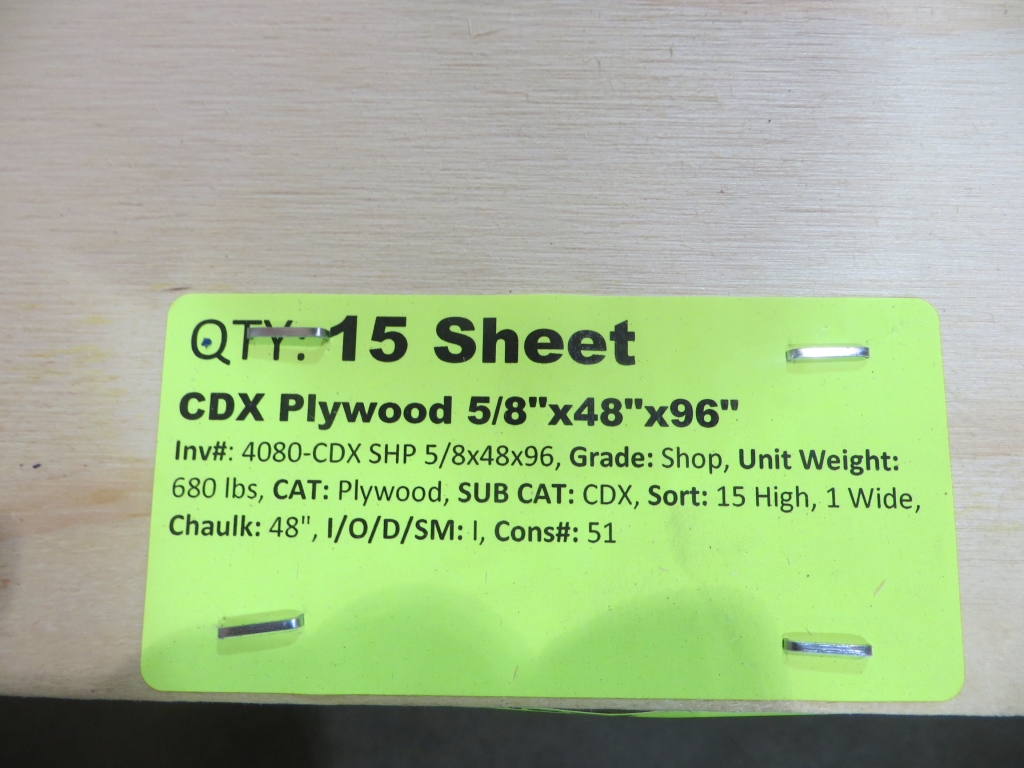 QTY: 15 Sheet
CDX Plywood 5/8"x48"x96"
Inv#: 4080-CDX SHP 5/8x48x96, Grade: Shop, Unit Weight:
680 lbs, CAT: Plywood, SUB CAT: CDX, Sort: 15 High, 1 Wide,
Chaulk: 48", I/O/D/SM: I, Cons#: 51